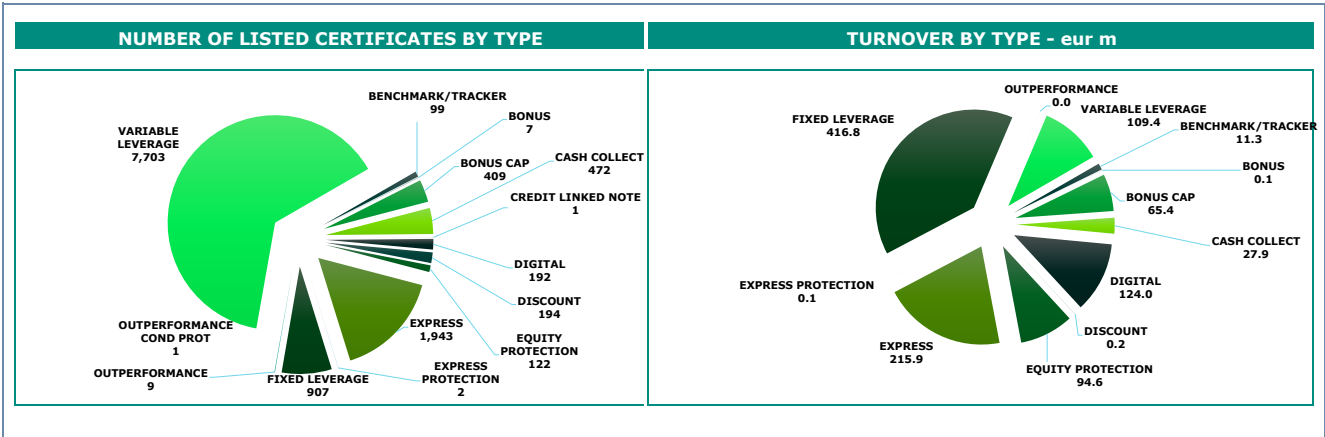 NUMBER OF LISTED CERTIFICATES BY TYPE
BENCHMARK/TRACKER
99
BONUS
7
VARIABLE
LEVERAGE
7,703
BONUS CAP
409
CASH COLLECT
472
CREDIT LINKED NOTE
1
DIGITAL
192
DISCOUNT
194
EQUITY
PROTECTION
122
EXPRESS
1,943
EXPRESS
PROTECTION
2
FIXED LEVERAGE
907
OUTPERFORMANCE
9
OUTPERFORMANCE
COND PROT
1
TURNOVER BY TYPE - eur m
OUTPERFORMANCE
0.0
VARIABLE LEVERAGE
109.4
BENCHMARK/TRACKER
11.3
BONUS
0.1
BONUS CAP
65.4
CASH COLLECT
27.9
DIGITAL
124.0
DISCOUNT
0.2
EQUITY PROTECTION
94.6
EXPRESS
215.9
EXPRESS PROTECTION
0.1
FIXED LEVERAGE
416.8